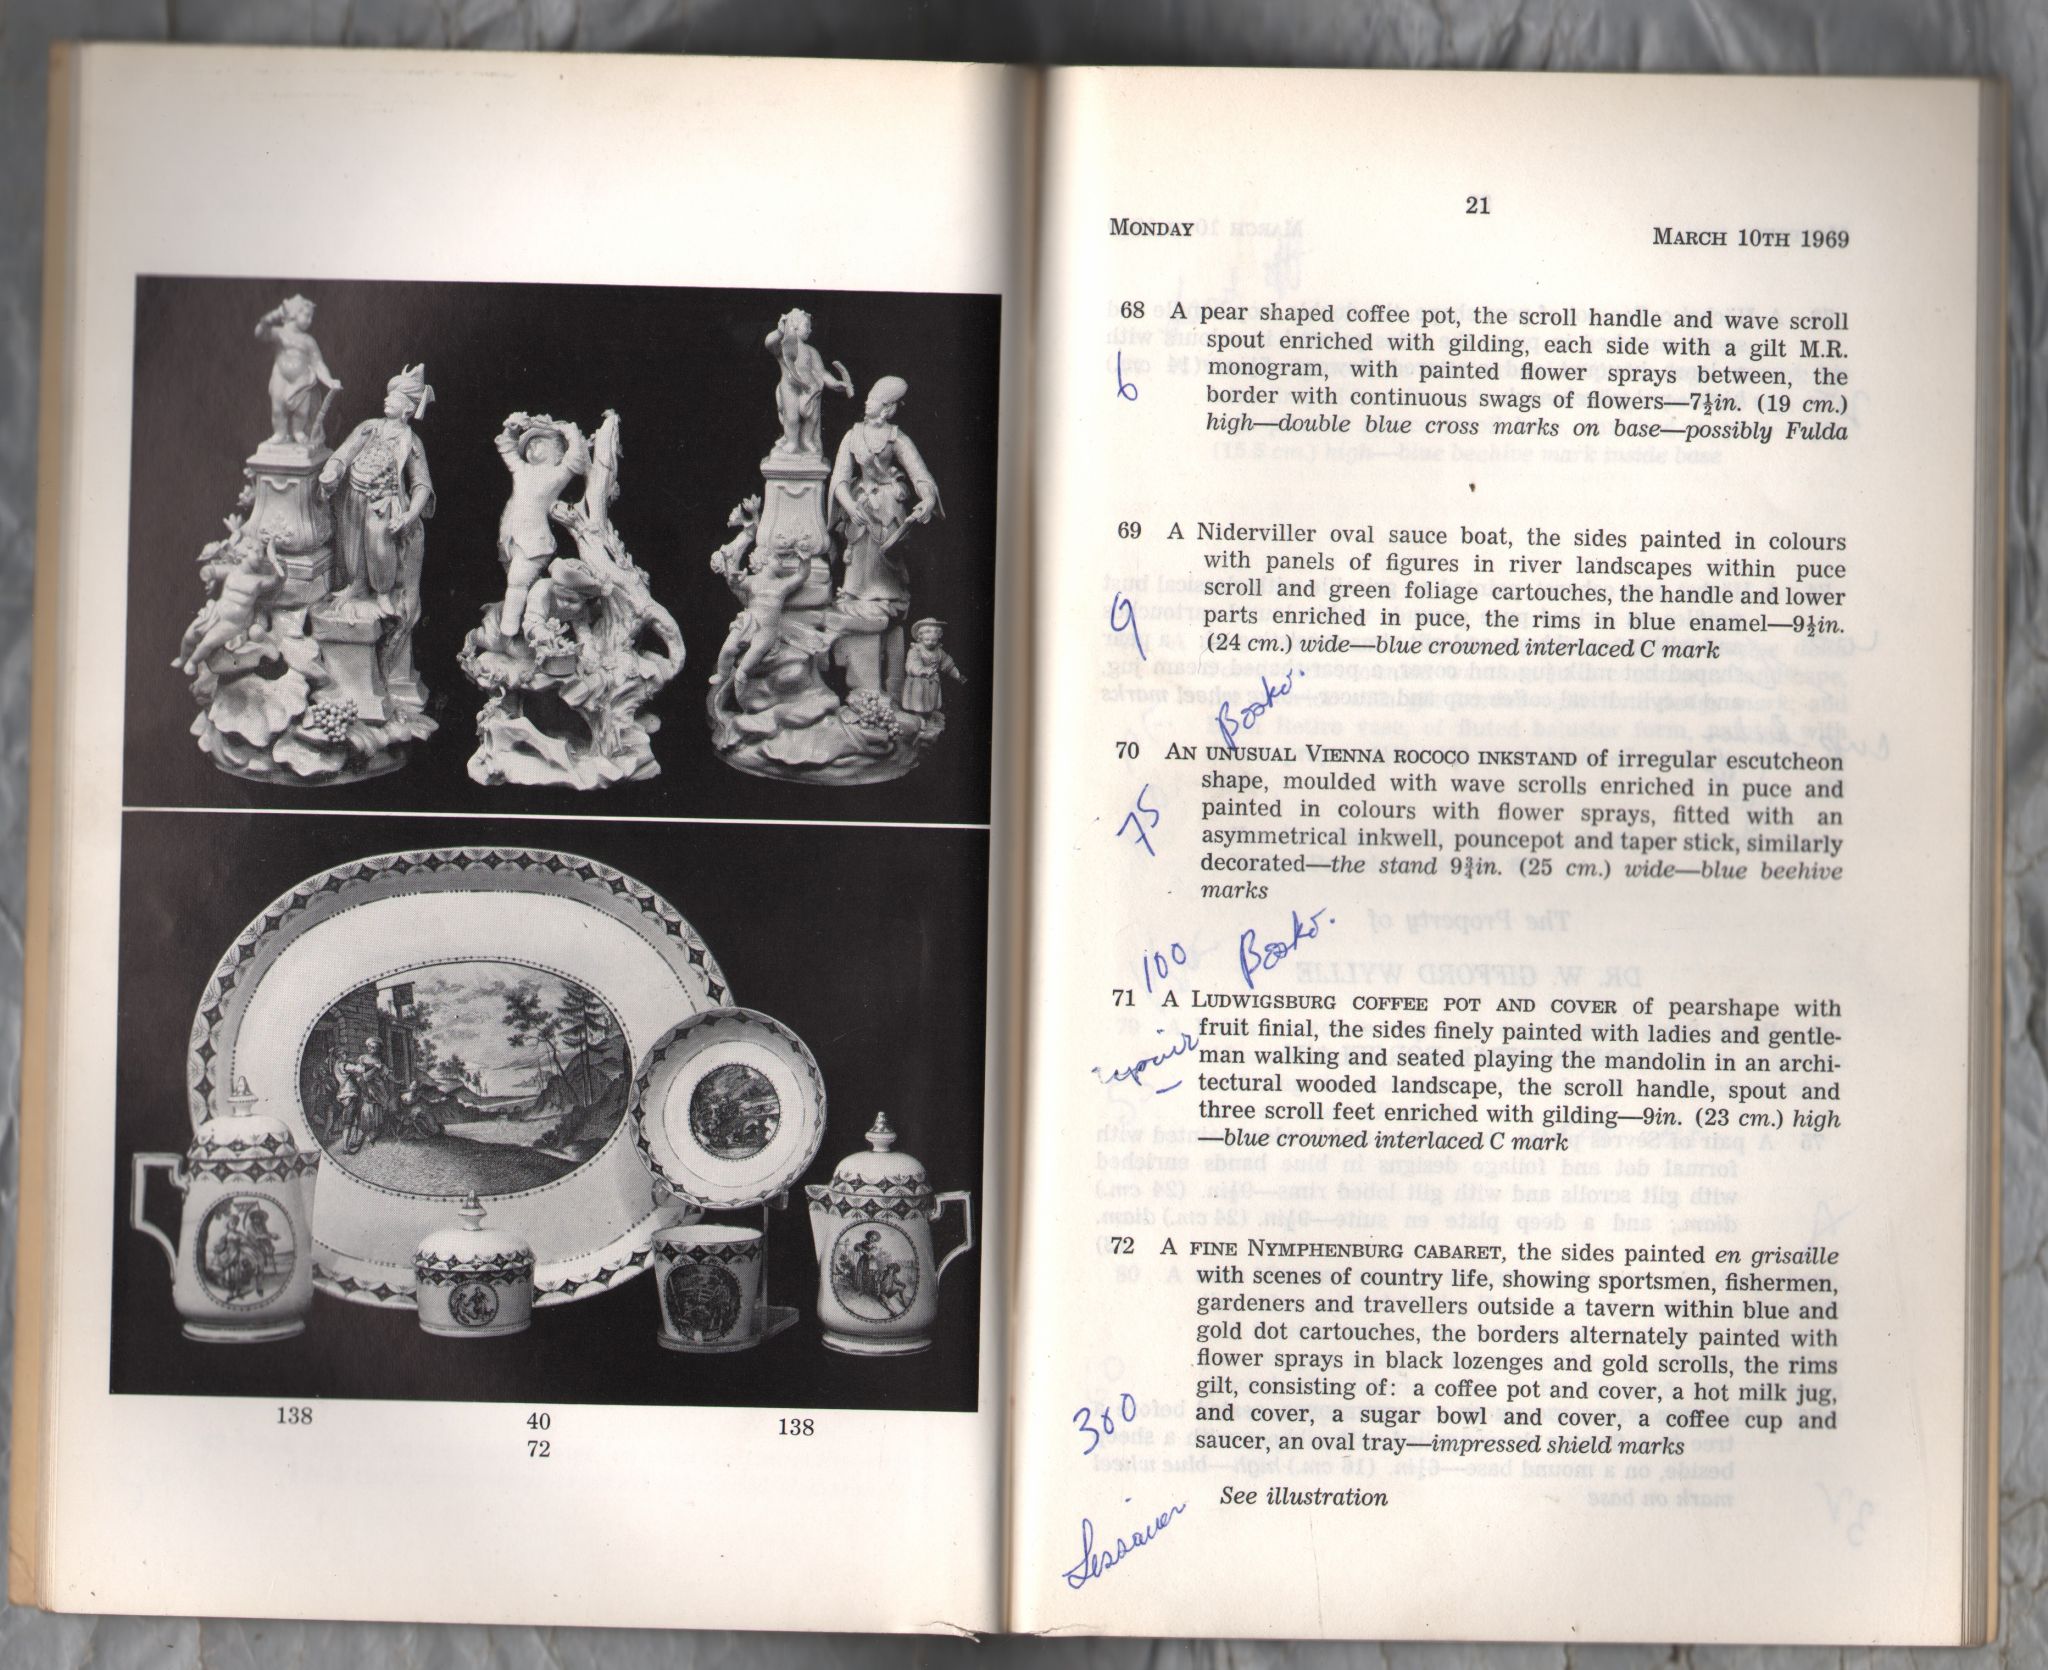 138 40 138
72
21
MONDAY MARCH 10TH 1969
68 A pear shaped coffee pot, the scroll handle and wave scroll
spout enriched with gilding, each side with a gilt M.R.
monogram, with painted flower sprays between, the
border with continuous swags of flowers—7½in. (19 cm.)
high—double blue cross marks on base—possibly Fulda
6
69 A Niderviller oval sauce boat, the sides painted in colours
with panels of figures in river landscapes within puce
scroll and green foliage cartouches, the handle and lower
parts enriched in puce, the rims in blue enamel—9½in.
(24 cm.) wide—blue crowned interlaced C mark
9
70 AN UNUSUAL VIENNA ROCOCO INKSTAND of irregular escutcheon
shape, moulded with wave scrolls enriched in puce and
painted in colours with flower sprays, fitted with an
asymmetrical inkwell, pouncepot and taper stick, similarly
decorated—the stand 9¾in. (25 cm.) wide—blue beehive
marks
75
100
71 A LUDWIGSBURG COFFEE POT AND COVER of pearshape with
fruit finial, the sides finely painted with ladies and gentle-
man walking and seated playing the mandolin in an archi-
tectural wooded landscape, the scroll handle, spout and
three scroll feet enriched with gilding—9in. (23 cm.) high
—blue crowned interlaced C mark
72 A FINE NYMPHENBURG CABARET, the sides painted en grisaille
with scenes of country life, showing sportsmen, fishermen,
gardeners and travellers outside a tavern within blue and
gold dot cartouches, the borders alternately painted with
flower sprays in black lozenges and gold scrolls, the rims
gilt, consisting of: a coffee pot and cover, a hot milk jug,
and cover, a sugar bowl and cover, a coffee cup and
saucer, an oval tray—impressed shield marks
See illustration